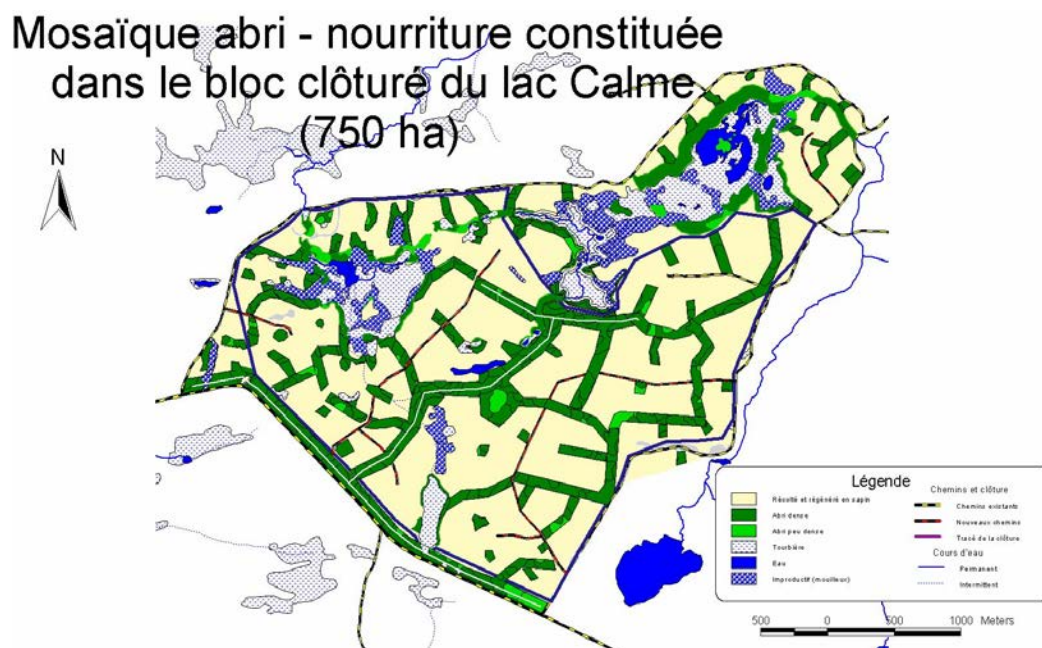 Mosaïque abri - nourriture constituée
dans le bloc clôturé du lac Calme
(750 ha)
N
Légende
Récolté et régénéré en sapin
Abri dense
Abri peu dense
Tourbière
Eau
Improductif (mouilleux)
Chemins et clôture
Chemins existants
Nouveaux chemins
Tracé de la clôture
Cours d'eau
Permanent
Intermittent
500 0 500 1000 Meters